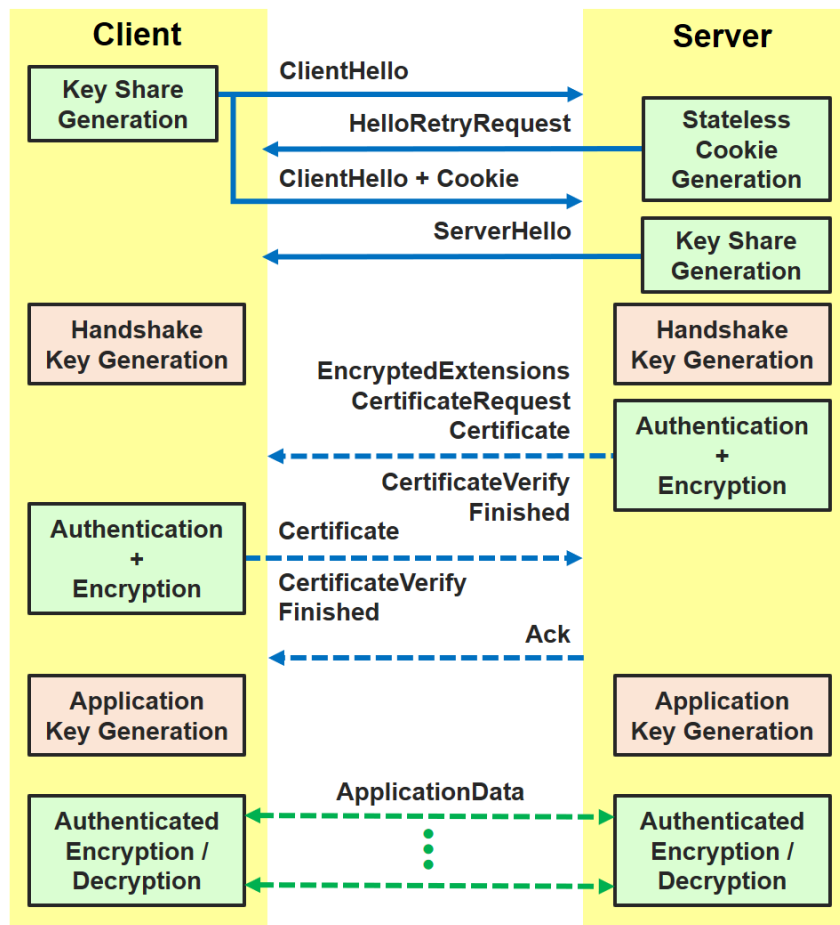 Client
Server
Key Share
Generation
ClientHello
HelloRetryRequest
Stateless
Cookie
Generation
ClientHello + Cookie
ServerHello
Key Share
Generation
Handshake
Key Generation
Handshake
Key Generation
EncryptedExtensions
CertificateRequest
Certificate
Authentication
+
Encryption
CertificateVerify
Finished
Authentication
+
Encryption
Certificate
CertificateVerify
Finished
Ack
Application
Key Generation
Application
Key Generation
ApplicationData
Authenticated
Encryption /
Decryption
Authenticated
Encryption /
Decryption